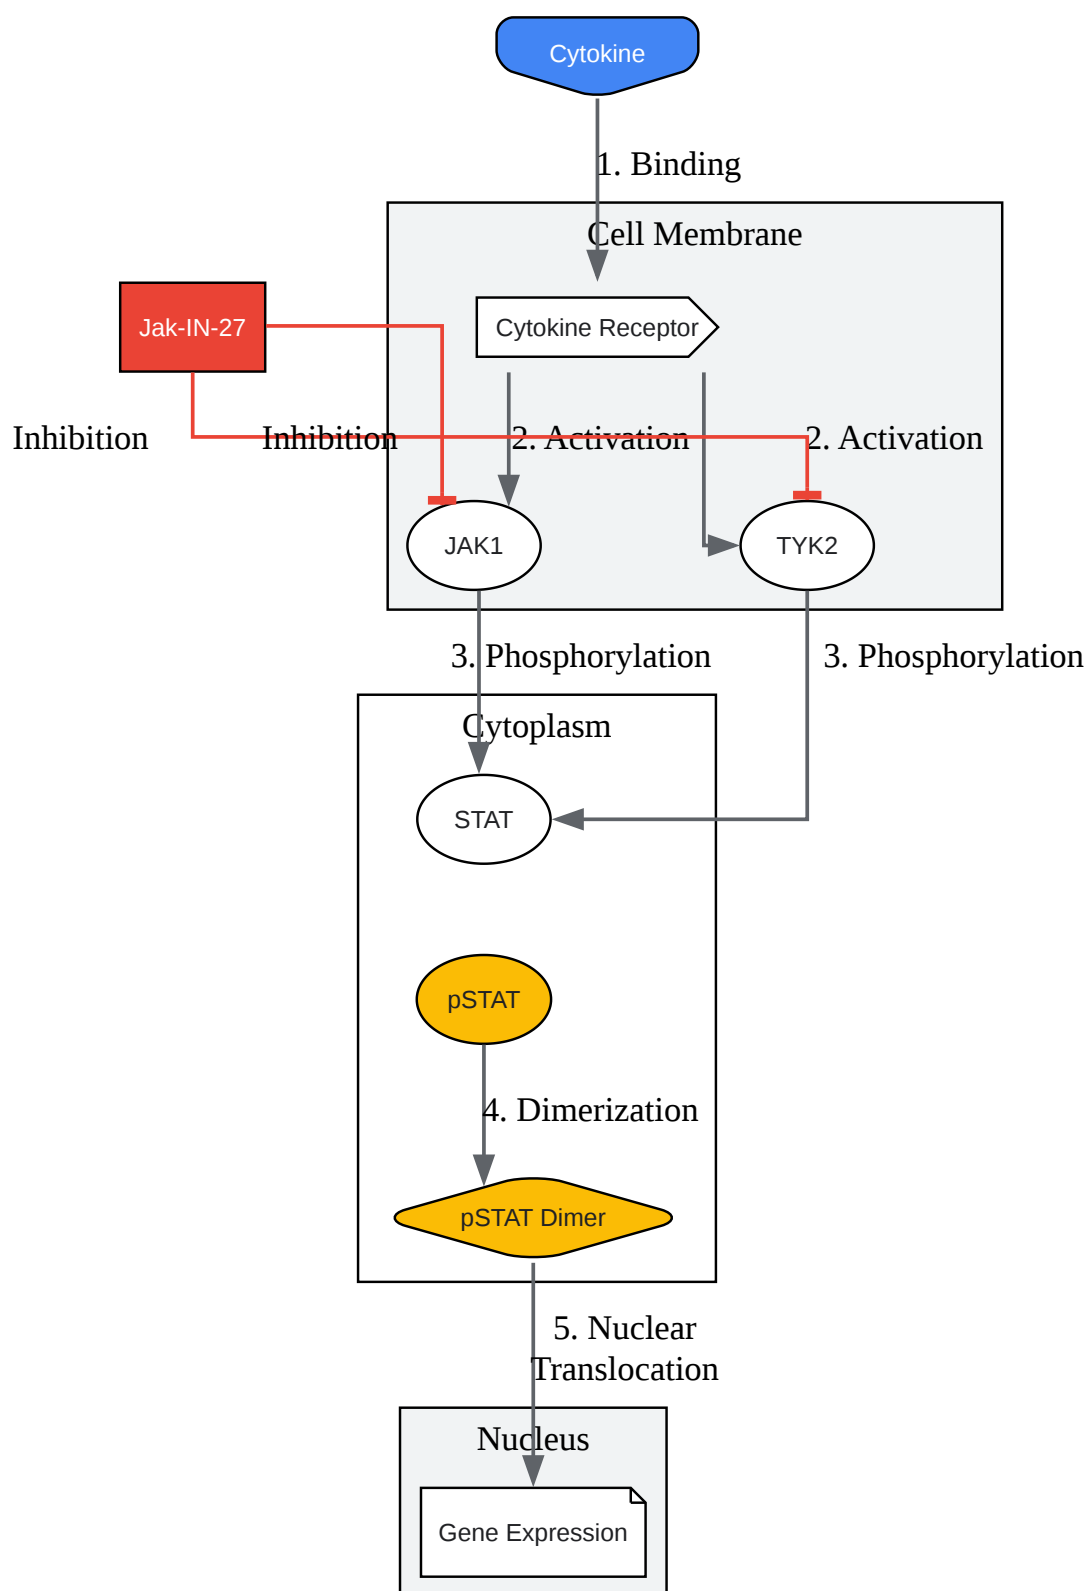 Cytokine
1. Binding
Cell Membrane
Jak-IN-27
Cytokine Receptor
Inhibition
Inhibition
2. Activation
2. Activation
JAK1
TYK2
3. Phosphorylation
3. Phosphorylation
Cytoplasm
STAT
pSTAT
4. Dimerization
pSTAT Dimer
5. Nuclear
Translocation
Nucleus
Gene Expression